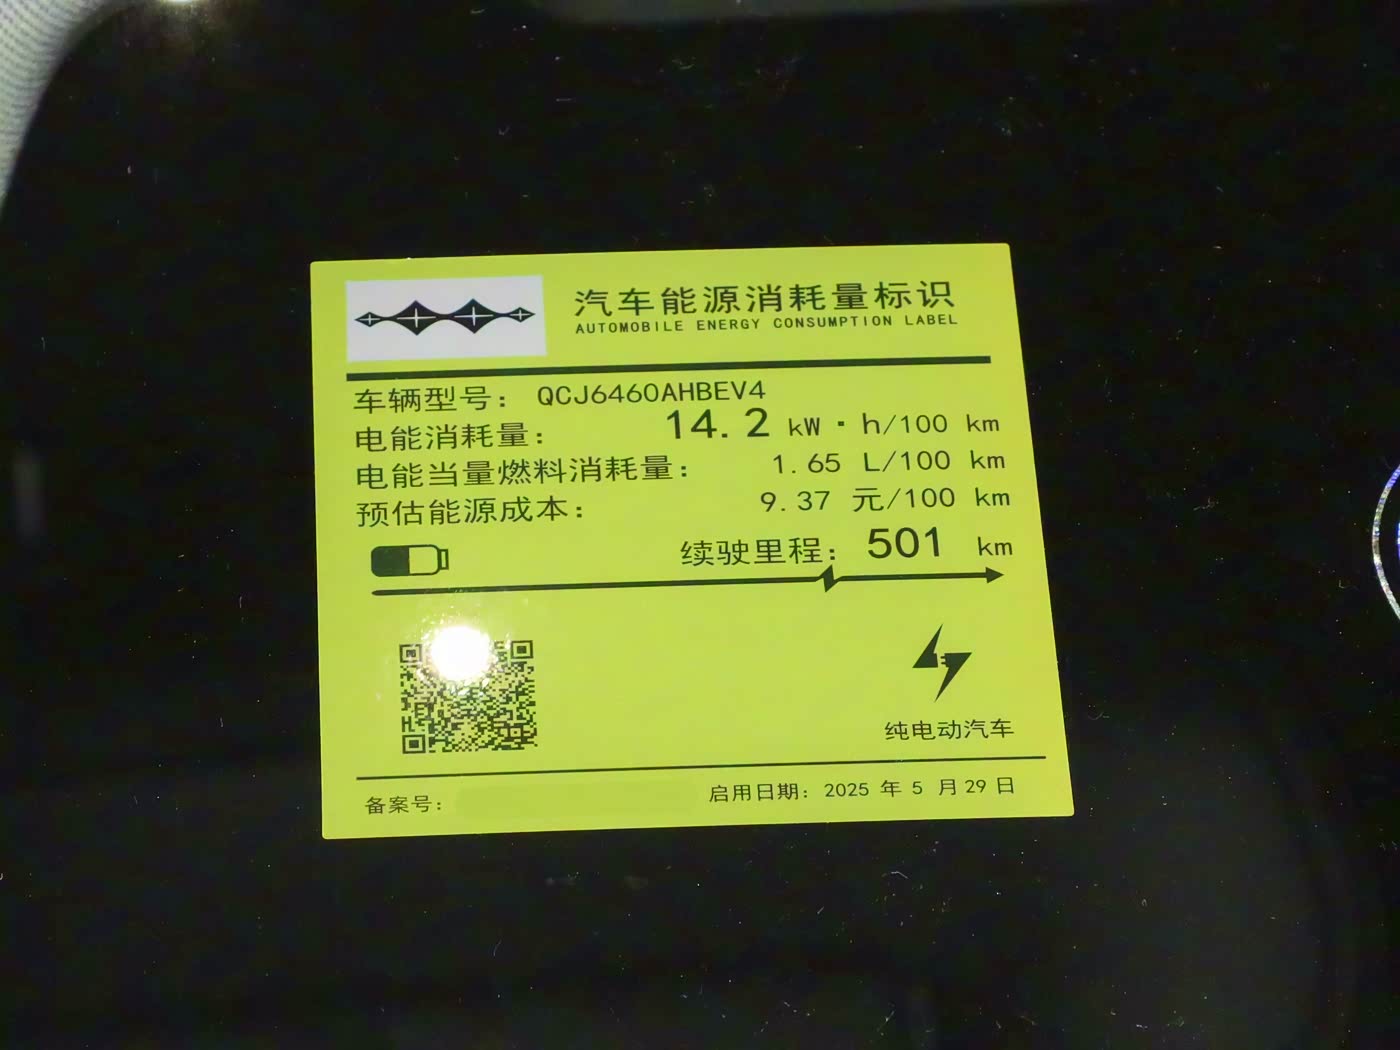 汽车能源消耗量标识
AUTOMOBILE ENERGY CONSUMPTION LABEL
车辆型号： QCJ6460AHBEV4
电能消耗量： 14.2 kW·h/100 km
电能当量燃料消耗量： 1.65 L/100 km
预估能源成本： 9.37 元/100 km
续驶里程： 501 km
纯电动汽车
备案号：
启用日期： 2025 年 5 月 29 日